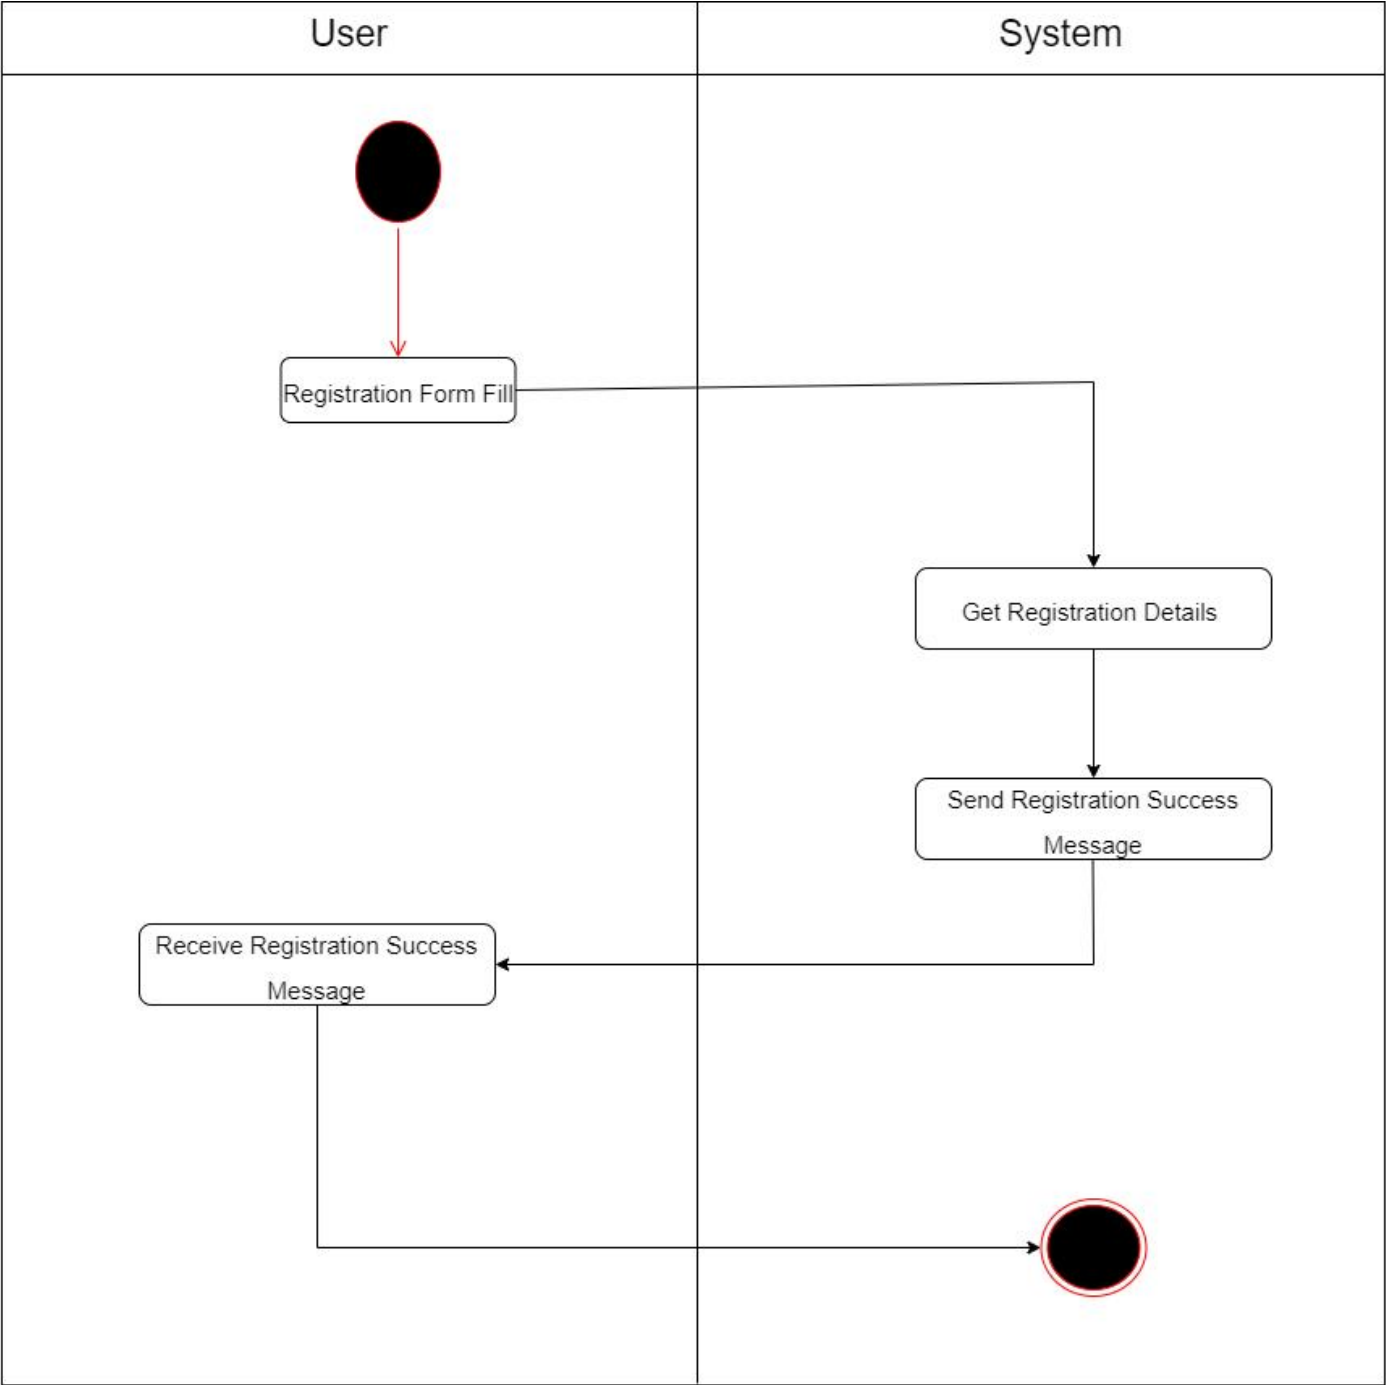 User
System
Registration Form Fill
Get Registration Details
Send Registration Success
Message
Receive Registration Success
Message